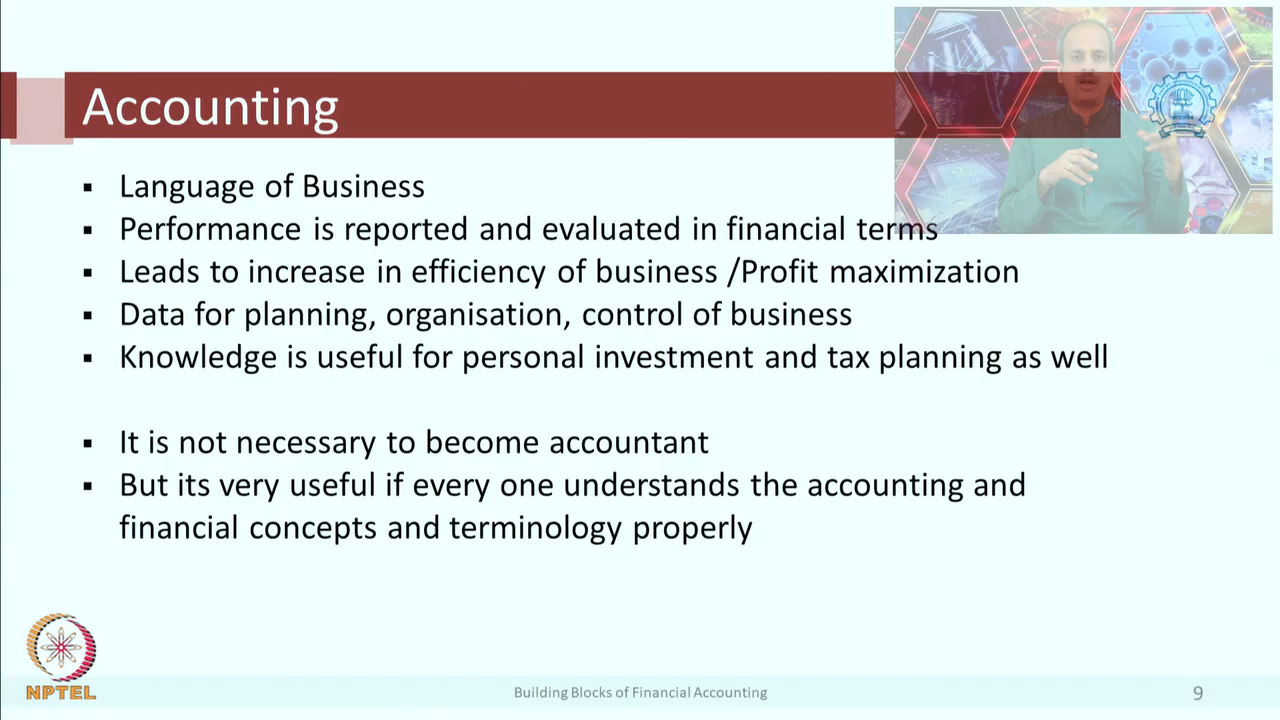 Accounting
▪ Language of Business
▪ Performance is reported and evaluated in financial terms
▪ Leads to increase in efficiency of business /Profit maximization
▪ Data for planning, organisation, control of business
▪ Knowledge is useful for personal investment and tax planning as well
▪ It is not necessary to become accountant
▪ But its very useful if every one understands the accounting and
financial concepts and terminology properly
NPTEL
Building Blocks of Financial Accounting
9